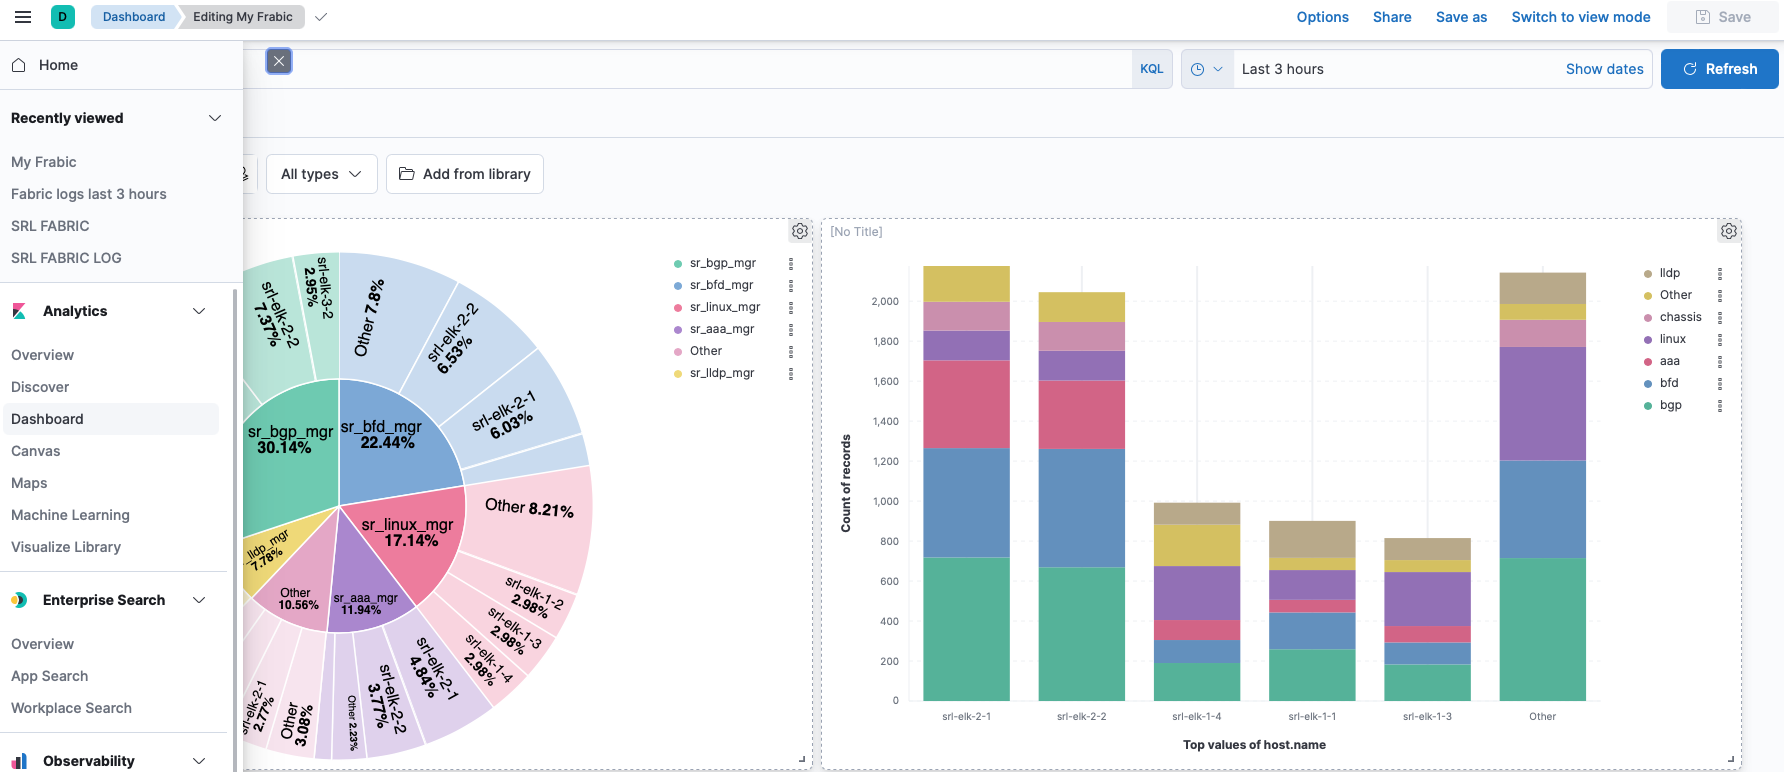 D Dashboard Editing My Frabic Options Share Save as Switch to view mode Save
Home
KQL Last 3 hours Show dates Refresh
Recently viewed
My Frabic
Fabric logs last 3 hours
SRL FABRIC
SRL FABRIC LOG
Analytics
Overview
Discover
Dashboard
Canvas
Maps
Machine Learning
Visualize Library
Enterprise Search
Overview
App Search
Workplace Search
Observability
All types Add from library
srl-elk-2-2
7.37%
srl-elk-3-2
2.95%
Other 7.8%
srl-elk-2-2
6.53%
srl-elk-2-1
6.03%
sr_bgp_mgr
30.14%
sr_bfd_mgr
22.44%
Other 8.21%
sr_linux_mgr
17.14%
_lldp_mgr
7.78%
Other
10.56%
sr_aaa_mgr
11.94%
srl-elk-1-2
2.98%
srl-elk-1-3
2.98%
srl-elk-1-4
2.98%
srl-elk-2-1
4.84%
srl-elk-2-2
3.77%
Other 2.23%
Other
3.08%
srl-elk-2-1
2.77%
sr_bgp_mgr
sr_bfd_mgr
sr_linux_mgr
sr_aaa_mgr
Other
sr_lldp_mgr
[No Title]
Count of records
2,000
1,800
1,600
1,400
1,200
1,000
800
600
400
200
0
srl-elk-2-1 srl-elk-2-2 srl-elk-1-4 srl-elk-1-1 srl-elk-1-3 Other
Top values of host.name
lldp
Other
chassis
linux
aaa
bfd
bgp